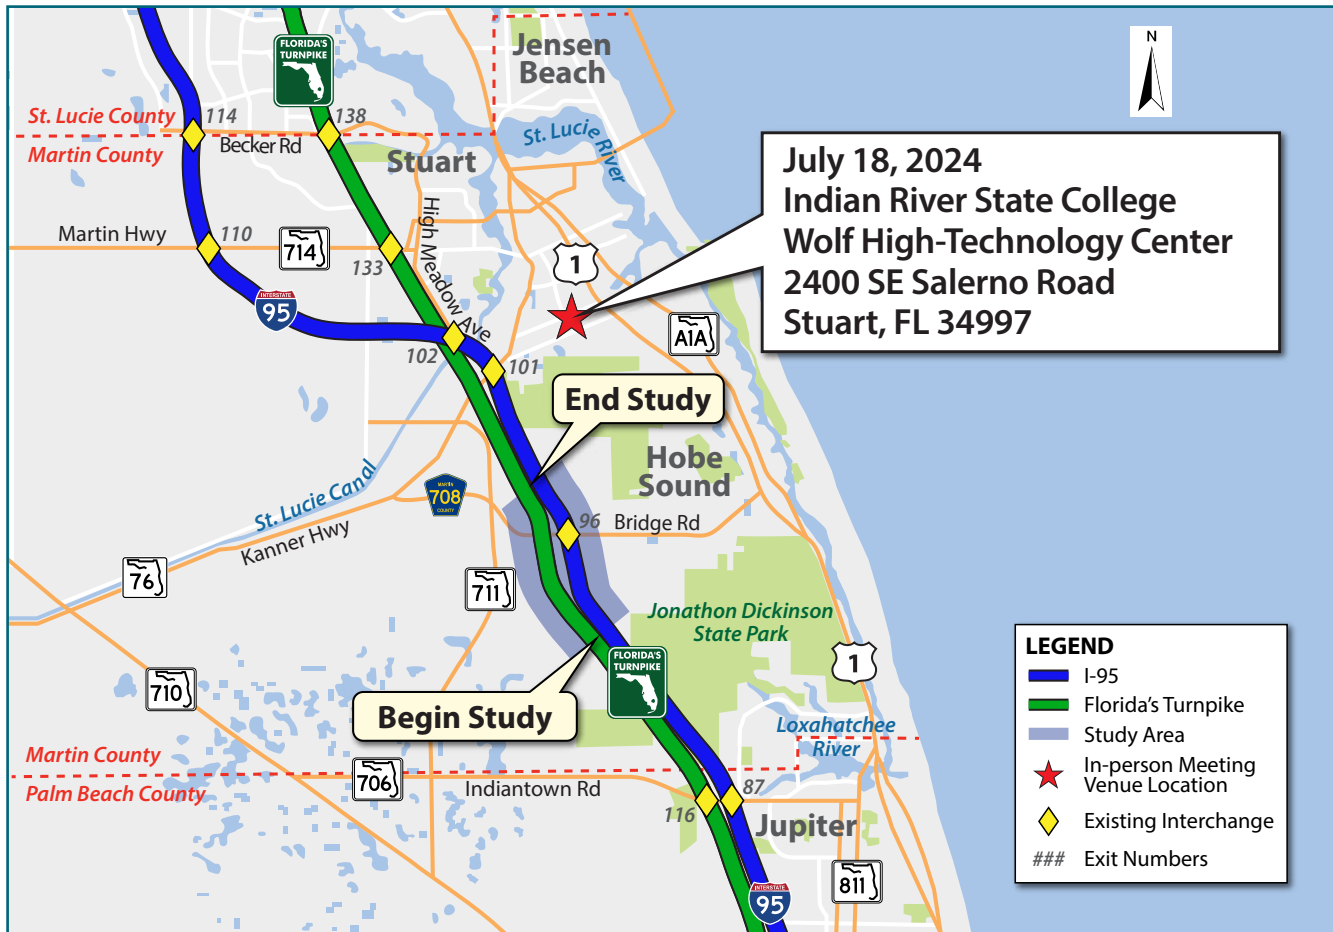 FLORIDA'S
TURNPIKE
Jensen
Beach
N
St. Lucie County
114
138
Martin County
Becker Rd
Stuart
St. Lucie
River
July 18, 2024
Indian River State College
Wolf High-Technology Center
2400 SE Salerno Road
Stuart, FL 34997
Martin Hwy
110
714
133
High Meadow Ave
1
INTERSTATE
95
A1A
102
101
End Study
Hobe
Sound
MARTIN
708
COUNTY
St. Lucie Canal
Kanner Hwy
96
Bridge Rd
76
711
Jonathon Dickinson
State Park
710
FLORIDA'S
TURNPIKE
1
Begin Study
Loxahatchee
River
Martin County
Palm Beach County
706
Indiantown Rd
87
116
Jupiter
811
INTERSTATE
95
LEGEND
I-95
Florida's Turnpike
Study Area
In-person Meeting
Venue Location
Existing Interchange
### Exit Numbers